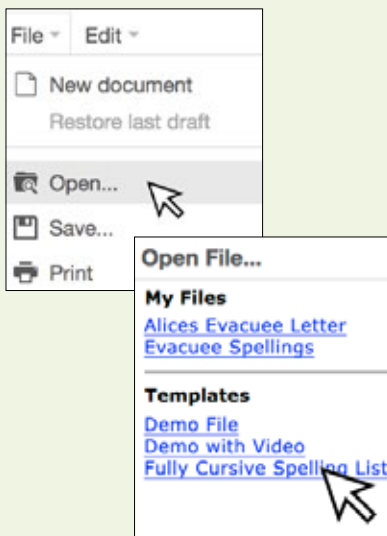 File Edit
New document
Restore last draft
Open...
Save...
Print
Open File...
My Files
Alices Evacuee Letter
Evacuee Spellings
Templates
Demo File
Demo with Video
Fully Cursive Spelling List